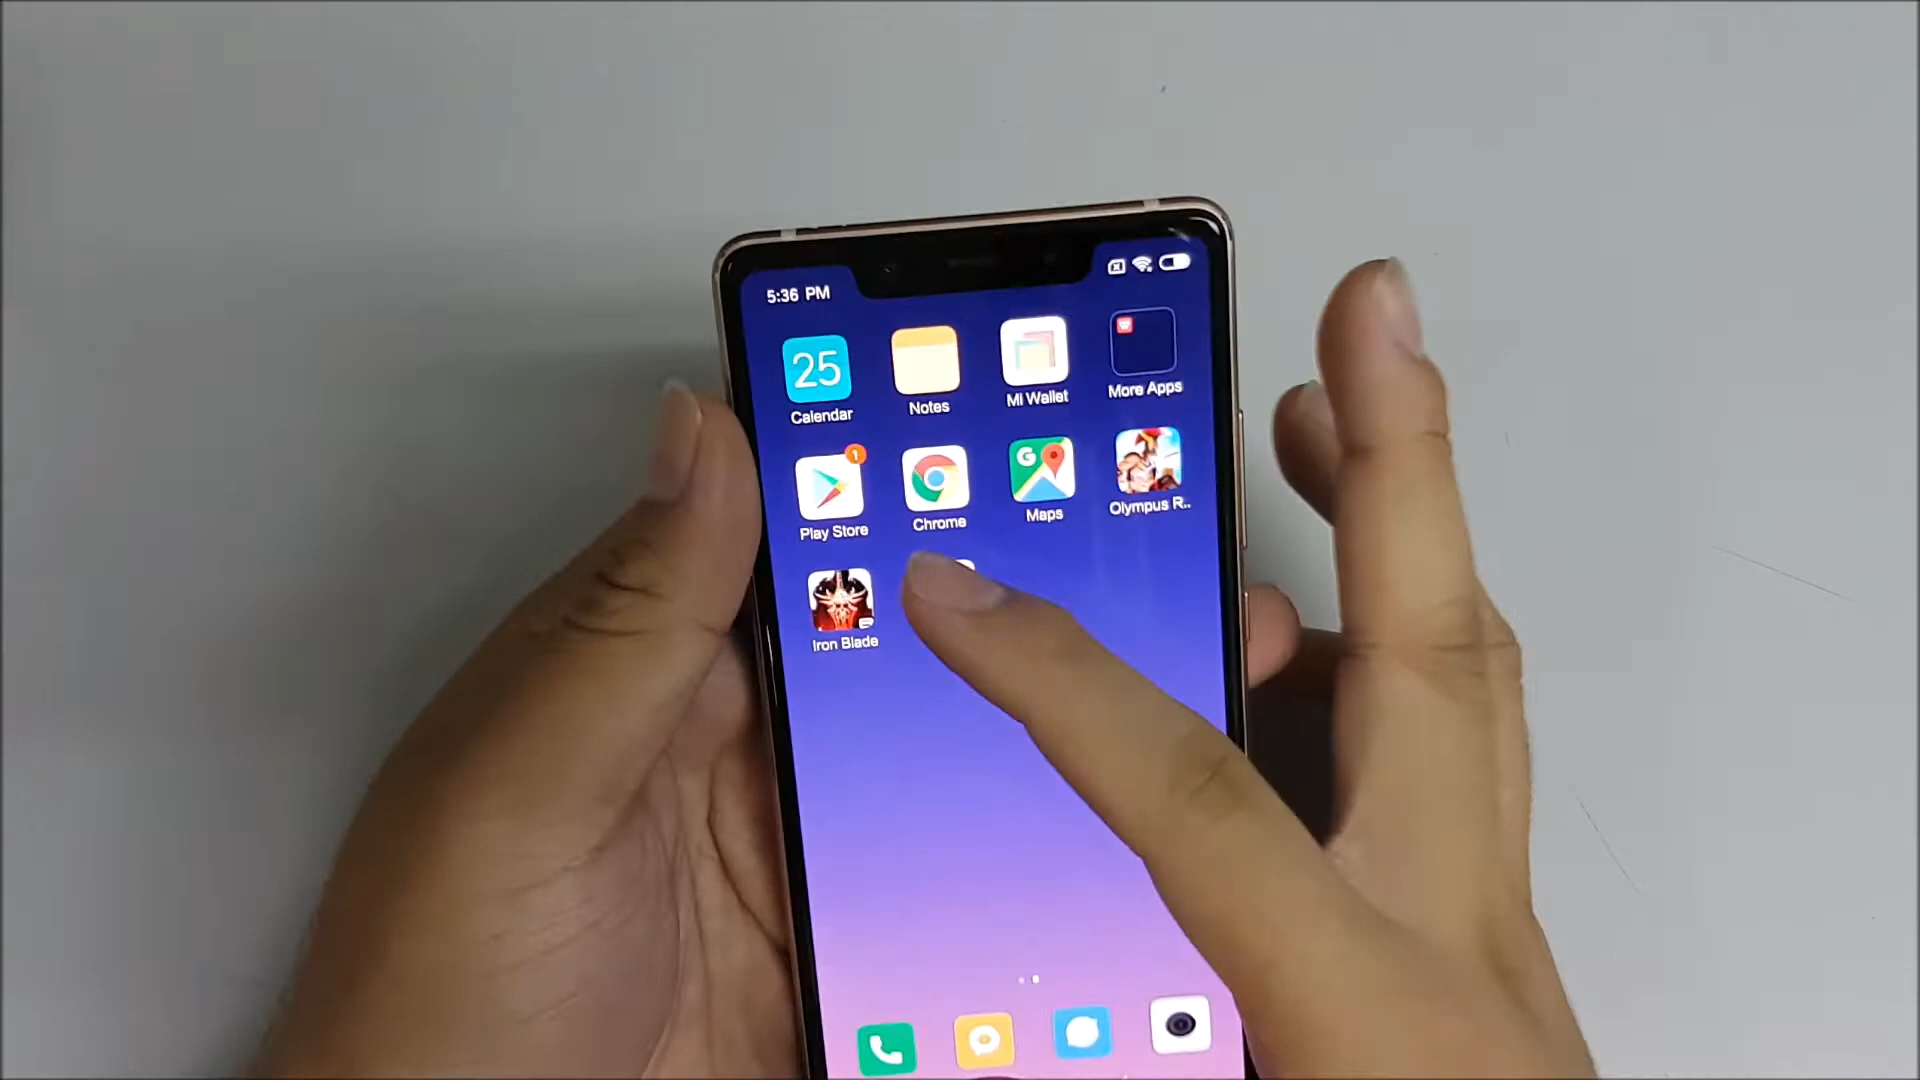 5:36 PM
25
Calendar
Notes
Mi Wallet
W
More Apps
1
Play Store
Chrome
G
Maps
Olympus R..
Iron Blade